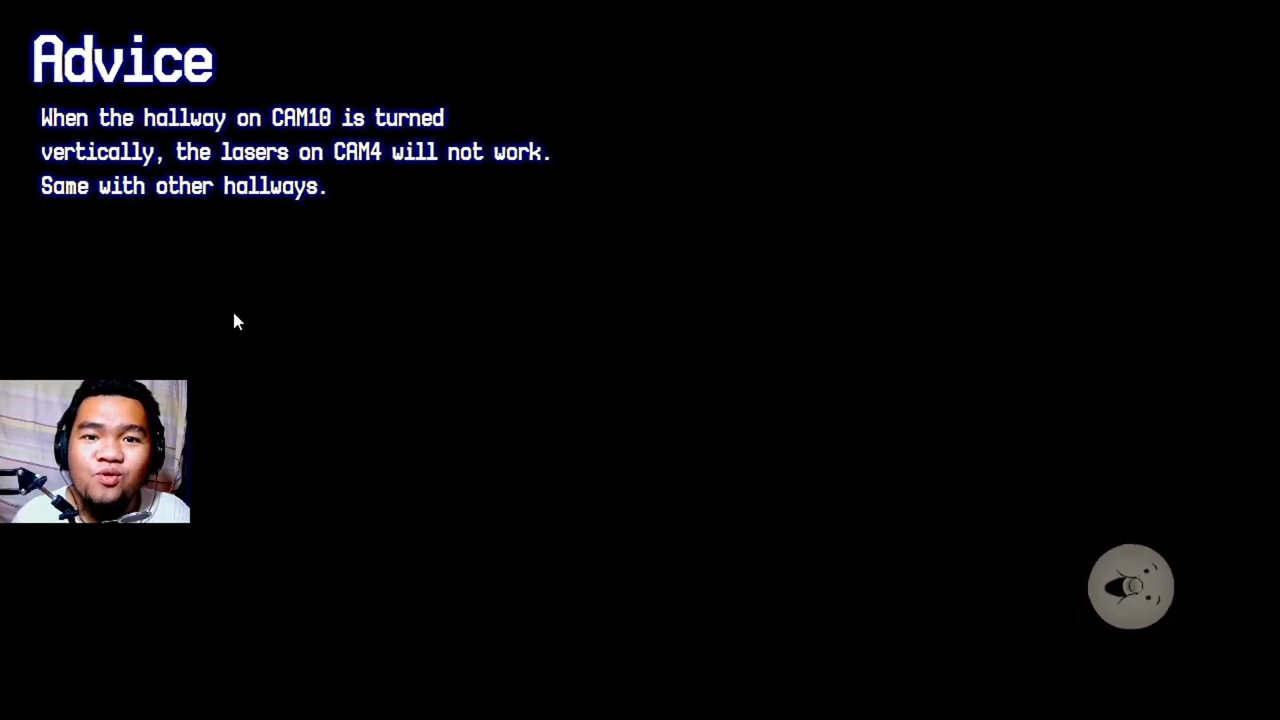 Advice
When the hallway on CAM10 is turned
vertically, the lasers on CAM4 will not work.
Same with other hallways.